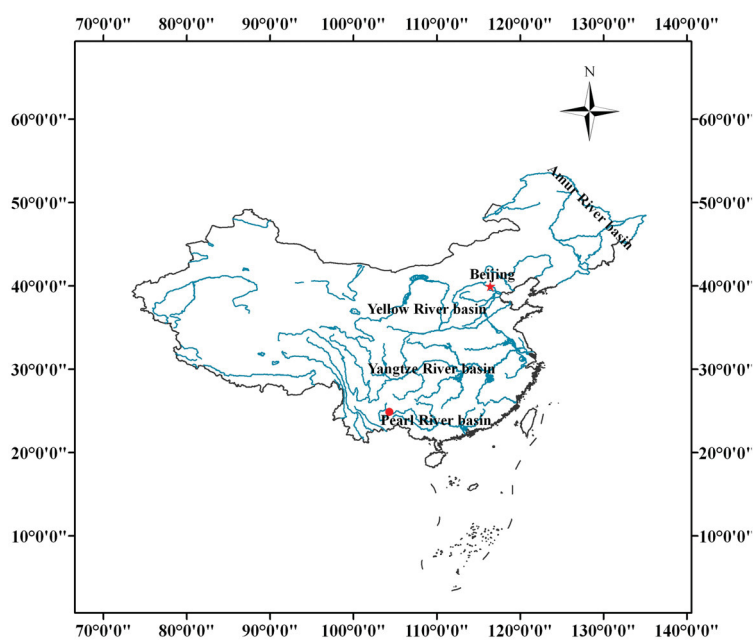 70°0'0" 80°0'0" 90°0'0" 100°0'0" 110°0'0" 120°0'0" 130°0'0" 140°0'0"
N
60°0'0" 60°0'0"
Amur River basin
50°0'0" 50°0'0"
Beijing
40°0'0" 40°0'0"
Yellow River basin
Yangtze River basin
30°0'0" 30°0'0"
Pearl River basin
20°0'0" 20°0'0"
10°0'0" 10°0'0"
70°0'0" 80°0'0" 90°0'0" 100°0'0" 110°0'0" 120°0'0" 130°0'0" 140°0'0"